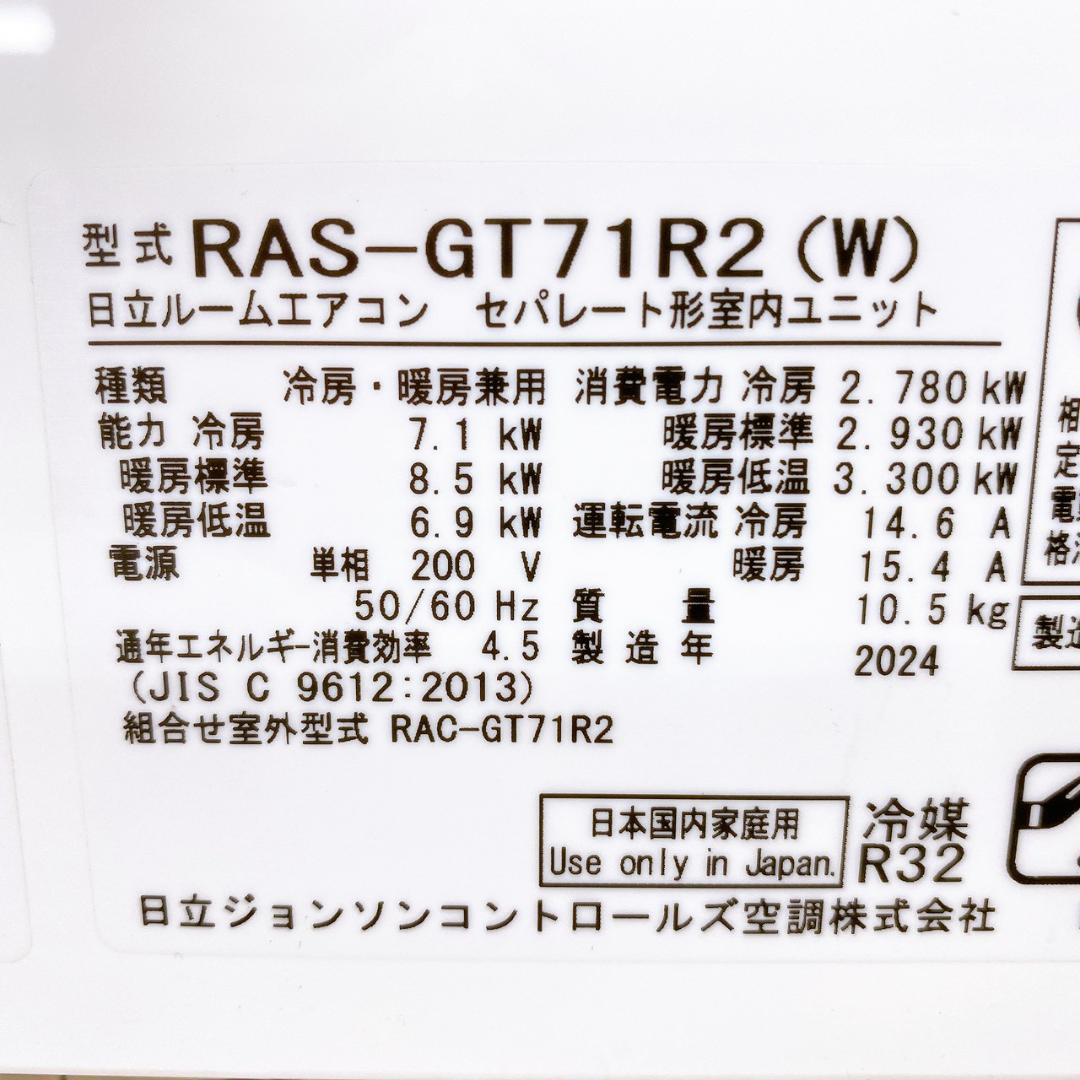 型式 RAS-GT71R2(W)
日立ルームエアコン セパレート形室内ユニット
種類 冷房・暖房兼用
能力 冷房 7.1 kW
暖房標準 8.5 kW
暖房低温 6.9 kW
電源 単相 200 V
50/60 Hz
通年エネルギー消費効率 4.5
(JIS C 9612:2013)
組合せ室外型式 RAC-GT71R2
消費電力 冷房 2.780 kW
暖房標準 2.930 kW
暖房低温 3.300 kW
運転電流 冷房 14.6 A
暖房 15.4 A
質量 10.5 kg
製造年 2024
日本国内家庭用
Use only in Japan.
冷媒
R32
日立ジョンソンコントロールズ空調株式会社
相
定
電
格
製造